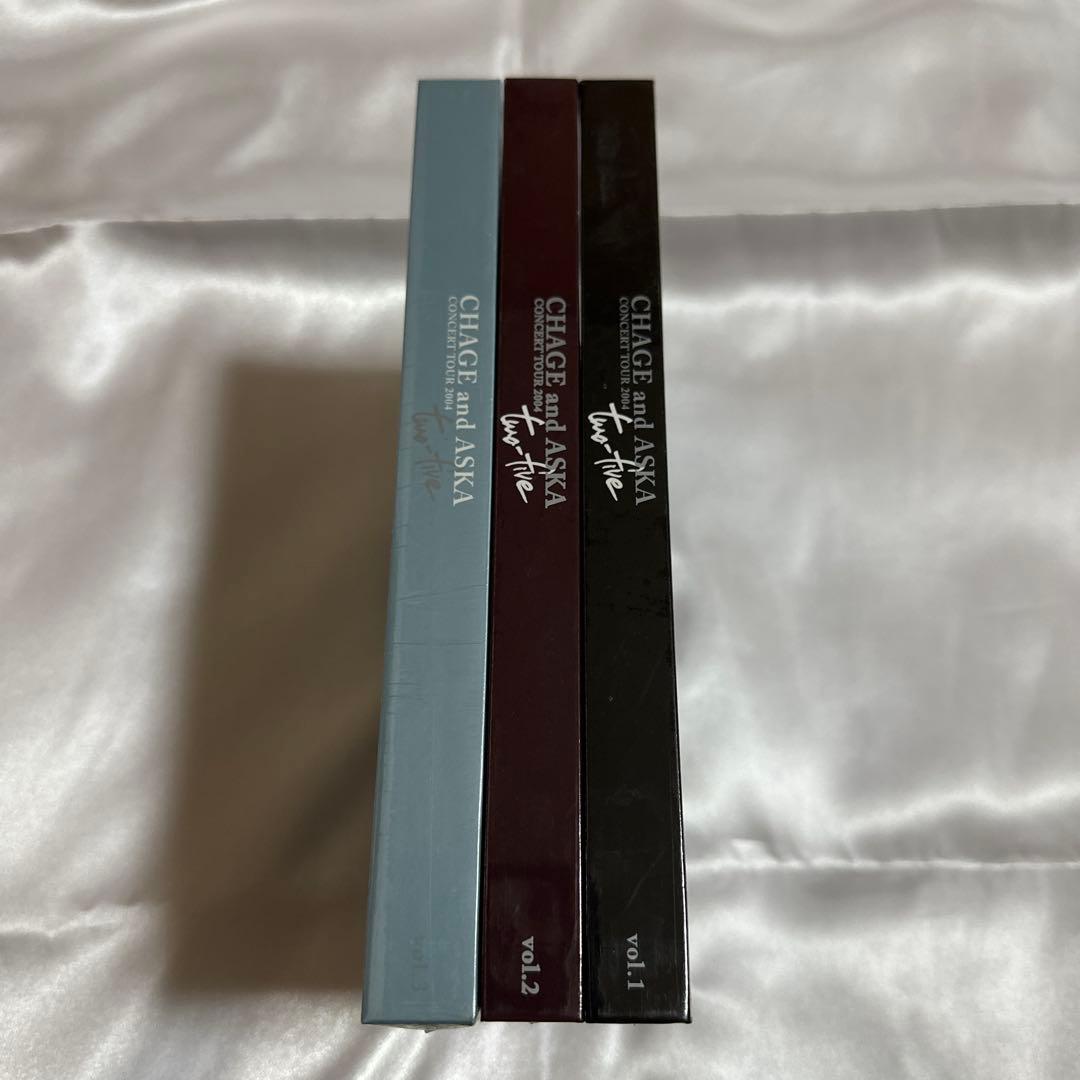 CHAGE and ASKA
CONCERT TOUR 2004
two-five
vol.3
CHAGE and ASKA
CONCERT TOUR 2004
two-five
vol.2
CHAGE and ASKA
CONCERT TOUR 2004
two-five
vol.1